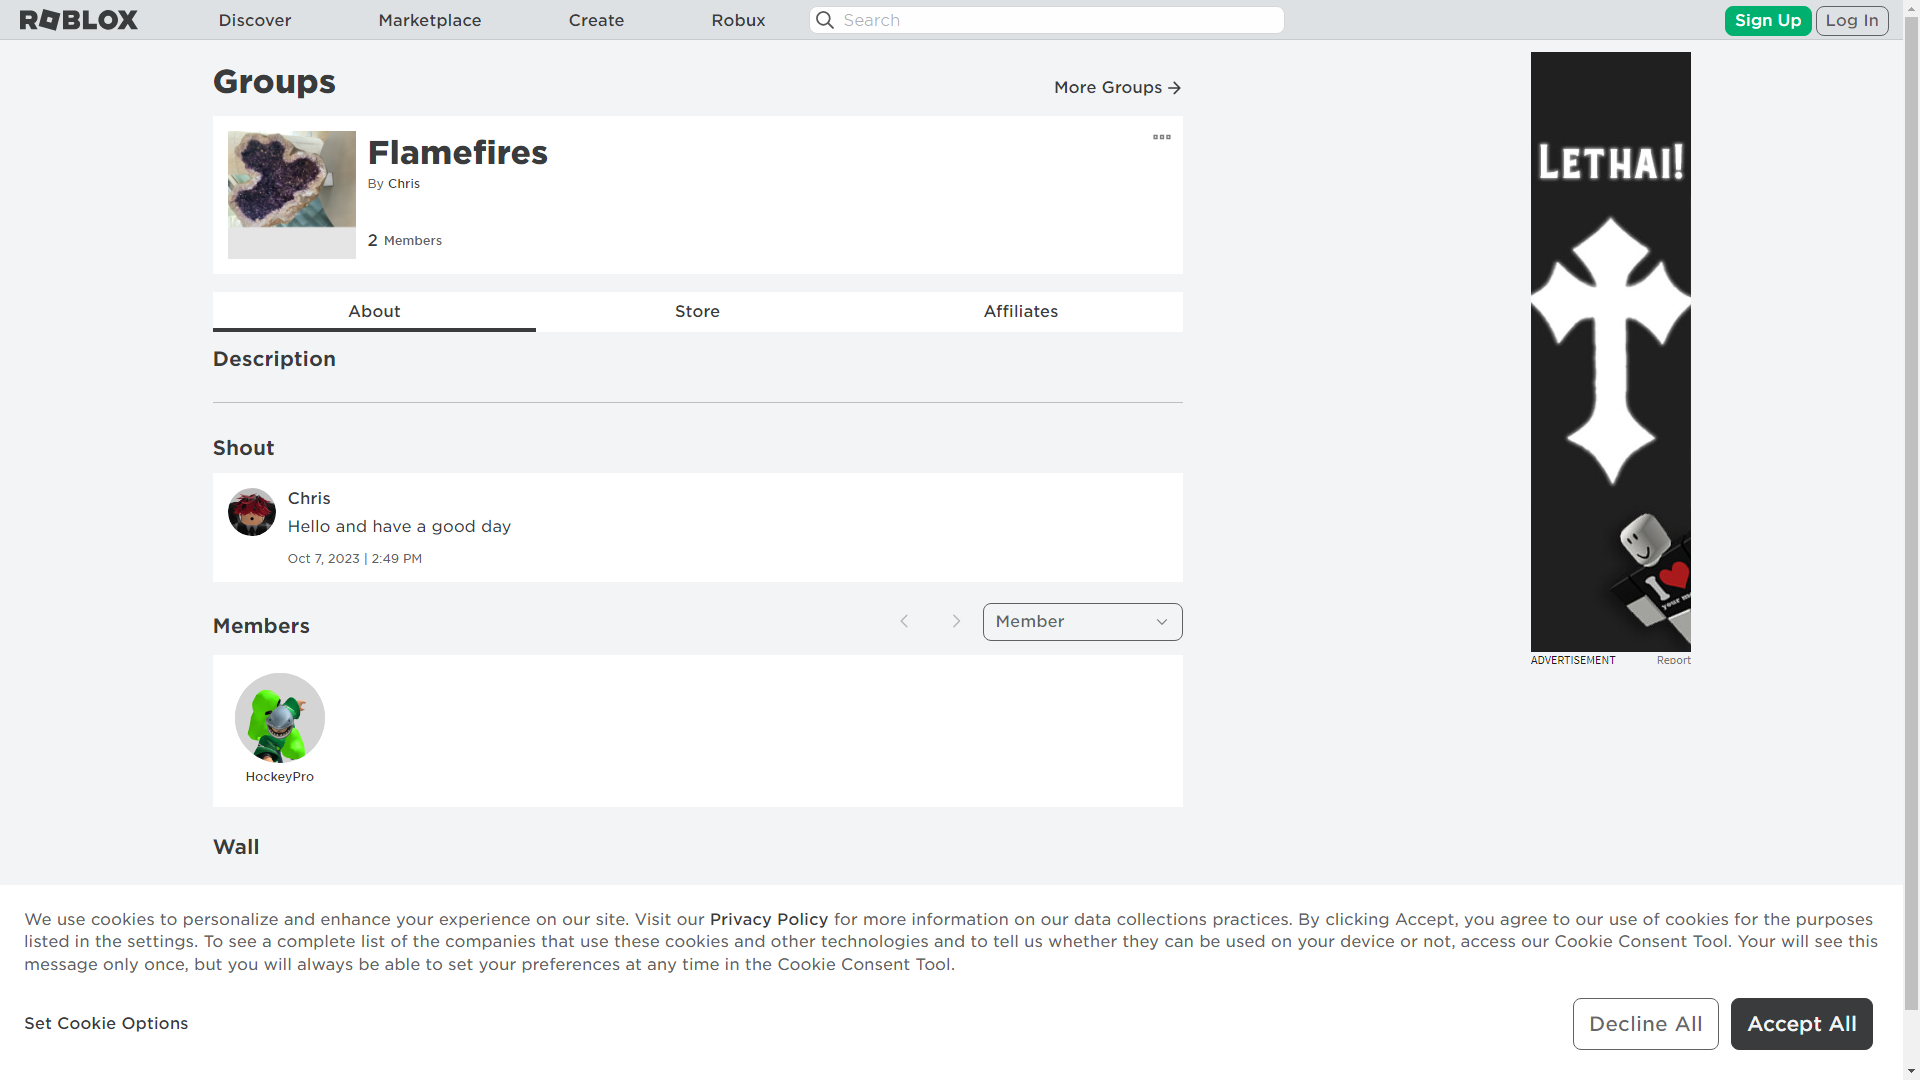 ROBLOX Discover Marketplace Create Robux Search Sign Up Log In
Groups
More Groups
Flamefires
By Chris
2 Members
About Store Affiliates
Description
Shout
Chris
Hello and have a good day
Oct 7, 2023 | 2:49 PM
Members
Member
HockeyPro
Wall
LETHAI!
I
your m
ADVERTISEMENT Report
We use cookies to personalize and enhance your experience on our site. Visit our Privacy Policy for more information on our data collections practices. By clicking Accept, you agree to our use of cookies for the purposes
listed in the settings. To see a complete list of the companies that use these cookies and other technologies and to tell us whether they can be used on your device or not, access our Cookie Consent Tool. Your will see this
message only once, but you will always be able to set your preferences at any time in the Cookie Consent Tool.
Set Cookie Options
Decline All Accept All